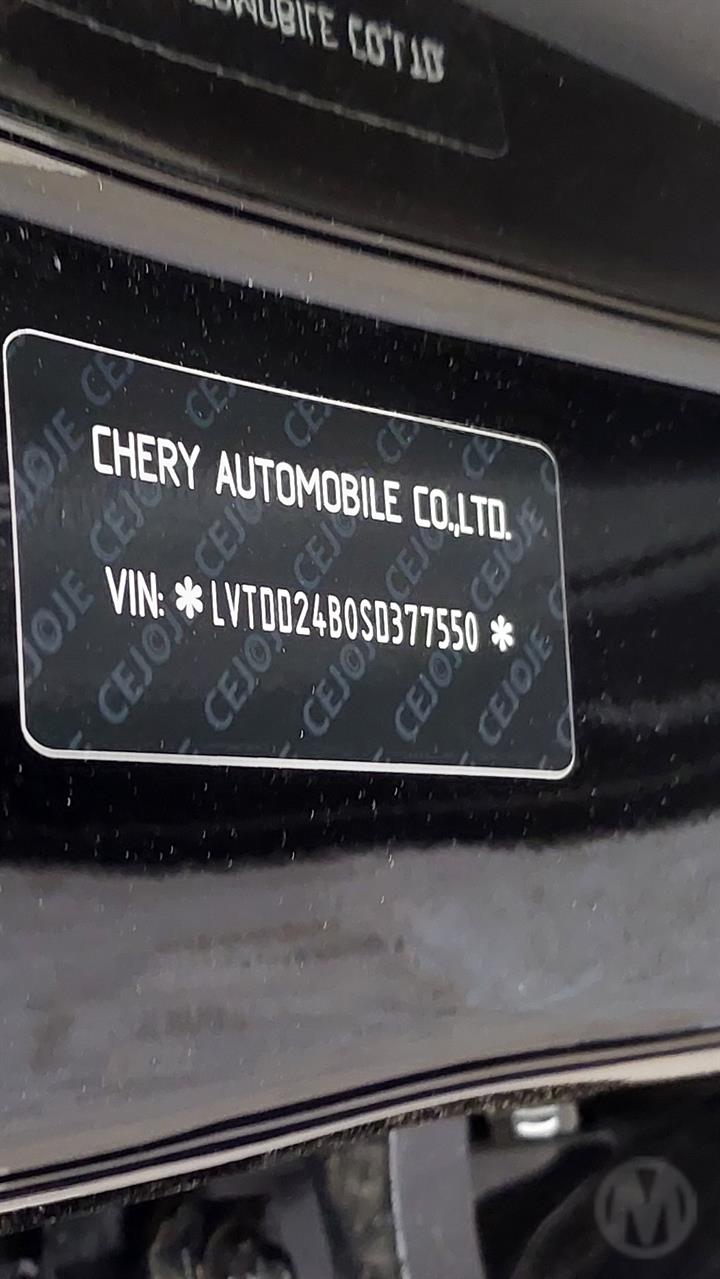 CHERY AUTOMOBILE CO.,LTD.
VIN: *LVTDD24B0SD377550 *